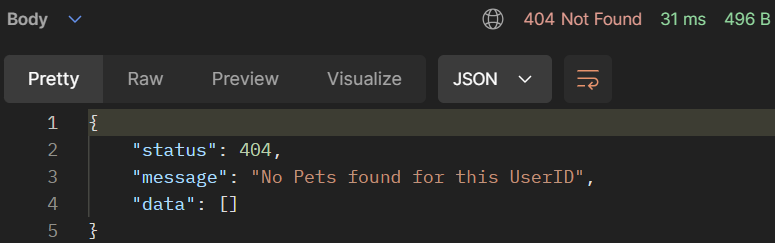 Body 404 Not Found 31 ms 496 B
Pretty Raw Preview Visualize JSON
1 {
2 "status": 404,
3 "message": "No Pets found for this UserID",
4 "data": []
5 }